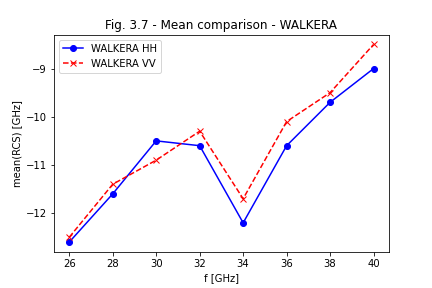 Fig. 3.7 - Mean comparison - WALKERA
WALKERA HH
WALKERA VV
mean(RCS) [GHz]
−9
−10
−11
−12
26 28 30 32 34 36 38 40
f [GHz]